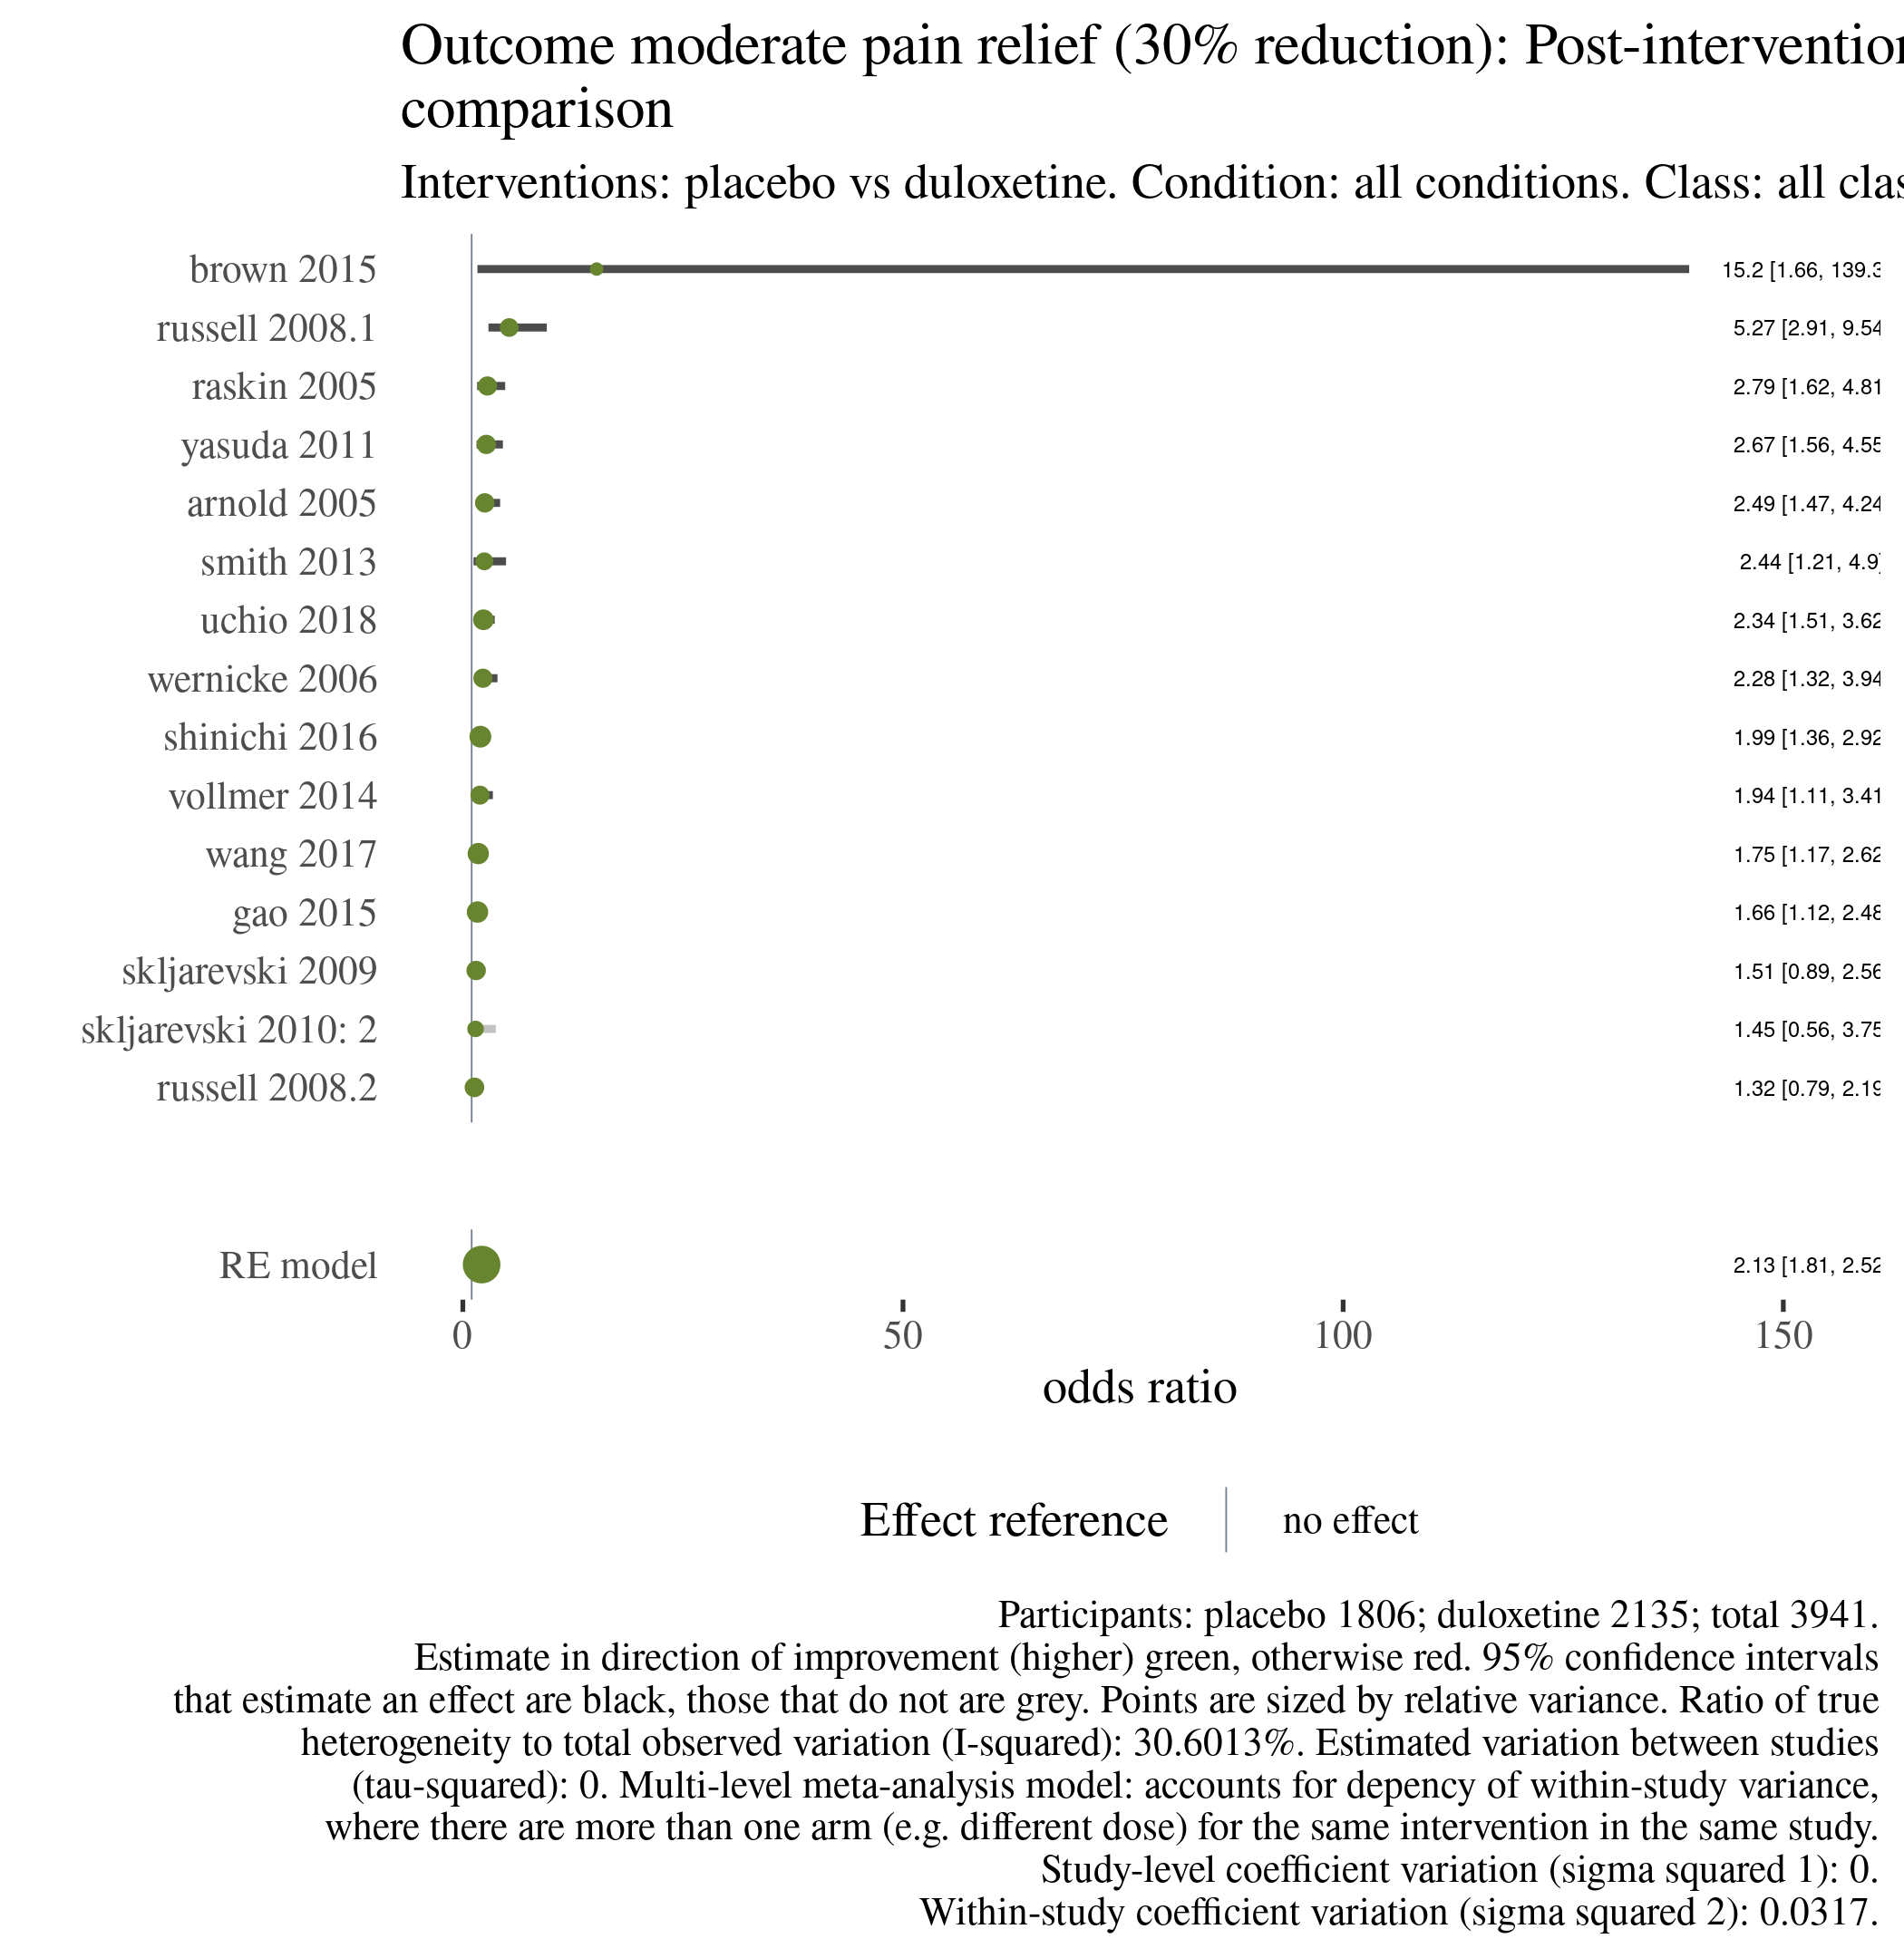 Outcome moderate pain relief (30% reduction): Post-intervention
comparison
Interventions: placebo vs duloxetine. Condition: all conditions. Class: all clas
brown 2015 15.2 [1.66, 139.3
russell 2008.1 5.27 [2.91, 9.54
raskin 2005 2.79 [1.62, 4.81
yasuda 2011 2.67 [1.56, 4.55
arnold 2005 2.49 [1.47, 4.24
smith 2013 2.44 [1.21, 4.9]
uchio 2018 2.34 [1.51, 3.62
wernicke 2006 2.28 [1.32, 3.94
shinichi 2016 1.99 [1.36, 2.92
vollmer 2014 1.94 [1.11, 3.41
wang 2017 1.75 [1.17, 2.62
gao 2015 1.66 [1.12, 2.48
skljarevski 2009 1.51 [0.89, 2.56
skljarevski 2010: 2 1.45 [0.56, 3.75
russell 2008.2 1.32 [0.79, 2.19
RE model 2.13 [1.81, 2.52
0 50 100 150
odds ratio
Effect reference no effect
Participants: placebo 1806; duloxetine 2135; total 3941.
Estimate in direction of improvement (higher) green, otherwise red. 95% confidence intervals
that estimate an effect are black, those that do not are grey. Points are sized by relative variance. Ratio of true
heterogeneity to total observed variation (I-squared): 30.6013%. Estimated variation between studies
(tau-squared): 0. Multi-level meta-analysis model: accounts for depency of within-study variance,
where there are more than one arm (e.g. different dose) for the same intervention in the same study.
Study-level coefficient variation (sigma squared 1): 0.
Within-study coefficient variation (sigma squared 2): 0.0317.